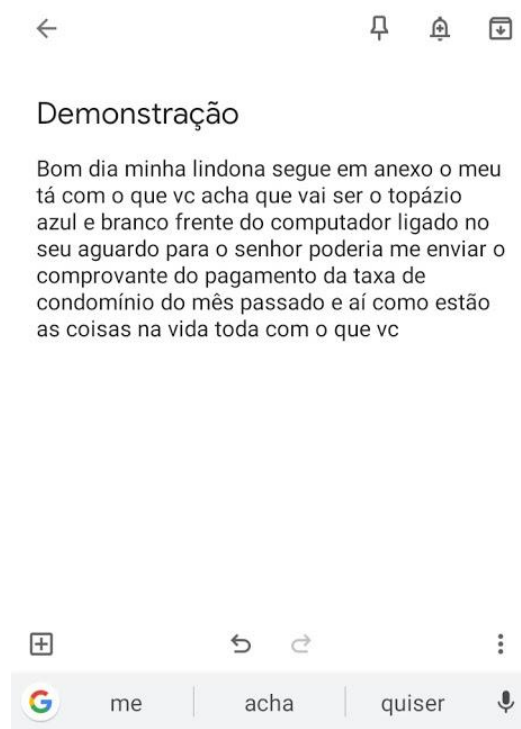 Demonstração
Bom dia minha lindona segue em anexo o meu
tá com o que vc acha que vai ser o topázio
azul e branco frente do computador ligado no
seu aguardo para o senhor poderia me enviar o
comprovante do pagamento da taxa de
condomínio do mês passado e aí como estão
as coisas na vida toda com o que vc
me acha quiser